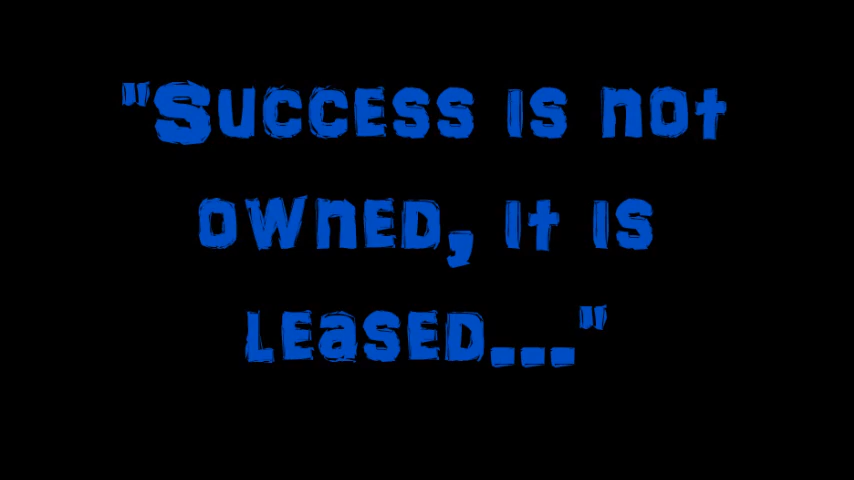 "Success is not
owned, it is
leased..."